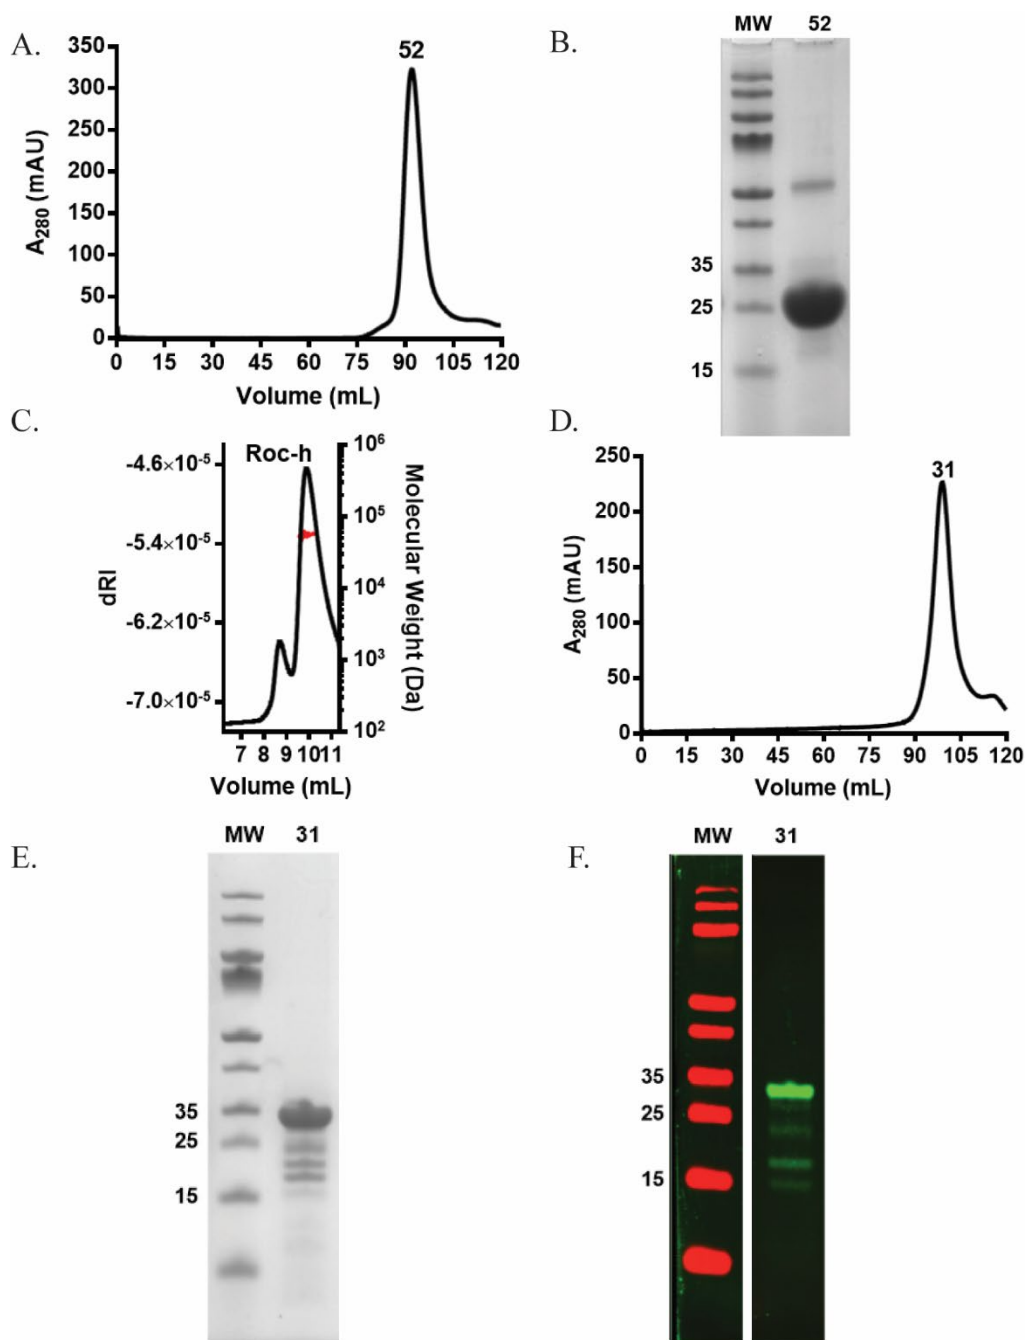 A.
52
350
300
250
200
150
100
50
0
A280 (mAU)
0 15 30 45 60 75 90 105 120
Volume (mL)
B.
MW 52
35
25
15
C.
Roc-h
-4.6×10-5
-5.4×10-5
-6.2×10-5
-7.0×10-5
dRI
10^6
10^5
10^4
10^3
10^2
Molecular Weight (Da)
7 8 9 10 11
Volume (mL)
D.
31
250
200
150
100
50
0
A280 (mAU)
0 15 30 45 60 75 90 105 120
Volume (mL)
E.
MW 31
35
25
15
F.
MW 31
35
25
15